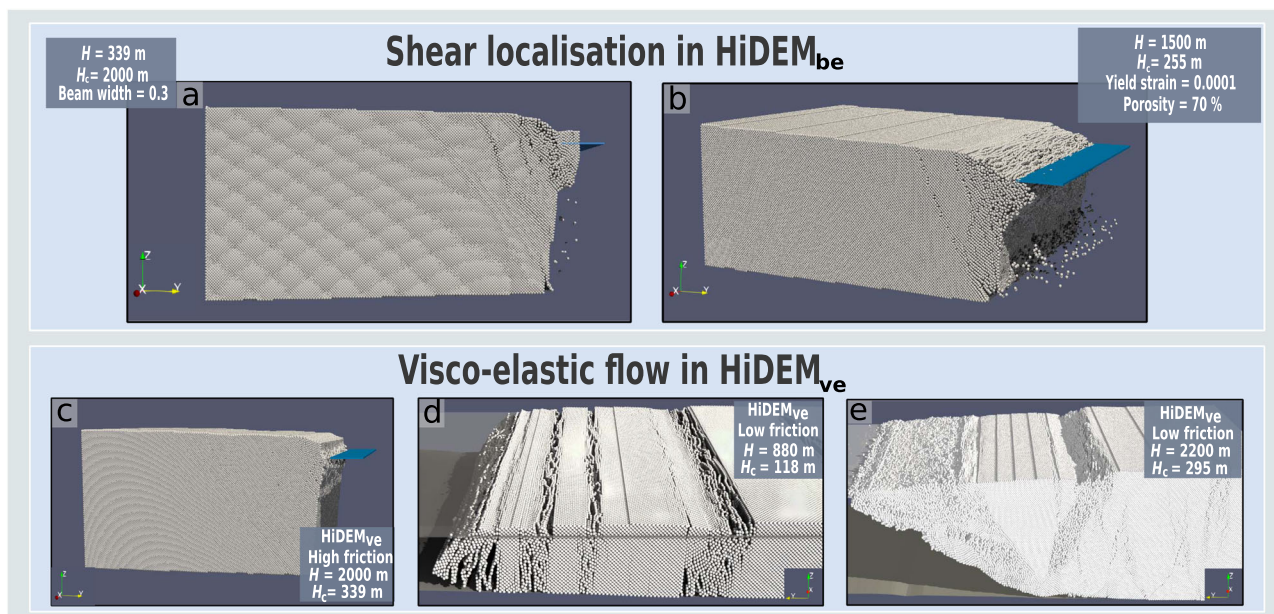 Shear localisation in HiDEMbe
H = 339 m
Hc= 2000 m
Beam width = 0.3
a
Z
X
Y
b
H = 1500 m
Hc= 255 m
Yield strain = 0.0001
Porosity = 70 %
Z
X
Y
Visco-elastic flow in HiDEMve
c
HiDEMve
High friction
H = 2000 m
Hc= 339 m
Z
X
Y
d
HiDEMve
Low friction
H = 880 m
Hc= 118 m
Z
Y
X
e
HiDEMve
Low friction
H = 2200 m
Hc= 295 m
Z
Y
X